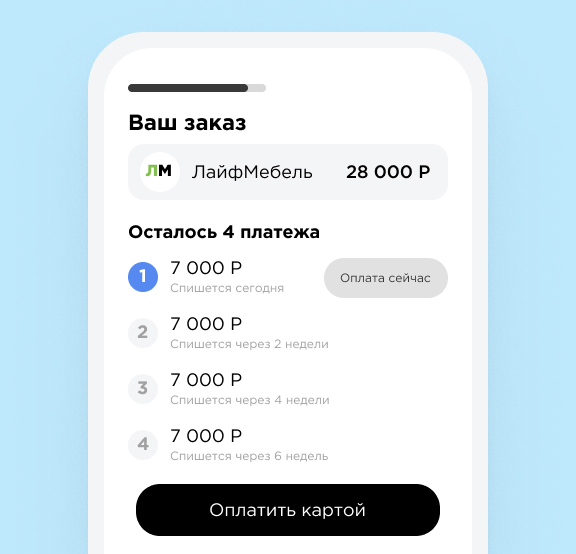 Ваш заказ
ЛМ ЛайфМебель 28 000 Р
Осталось 4 платежа
1 7 000 Р Оплата сейчас
Спишется сегодня
2 7 000 Р
Спишется через 2 недели
3 7 000 Р
Спишется через 4 недели
4 7 000 Р
Спишется через 6 недель
Оплатить картой